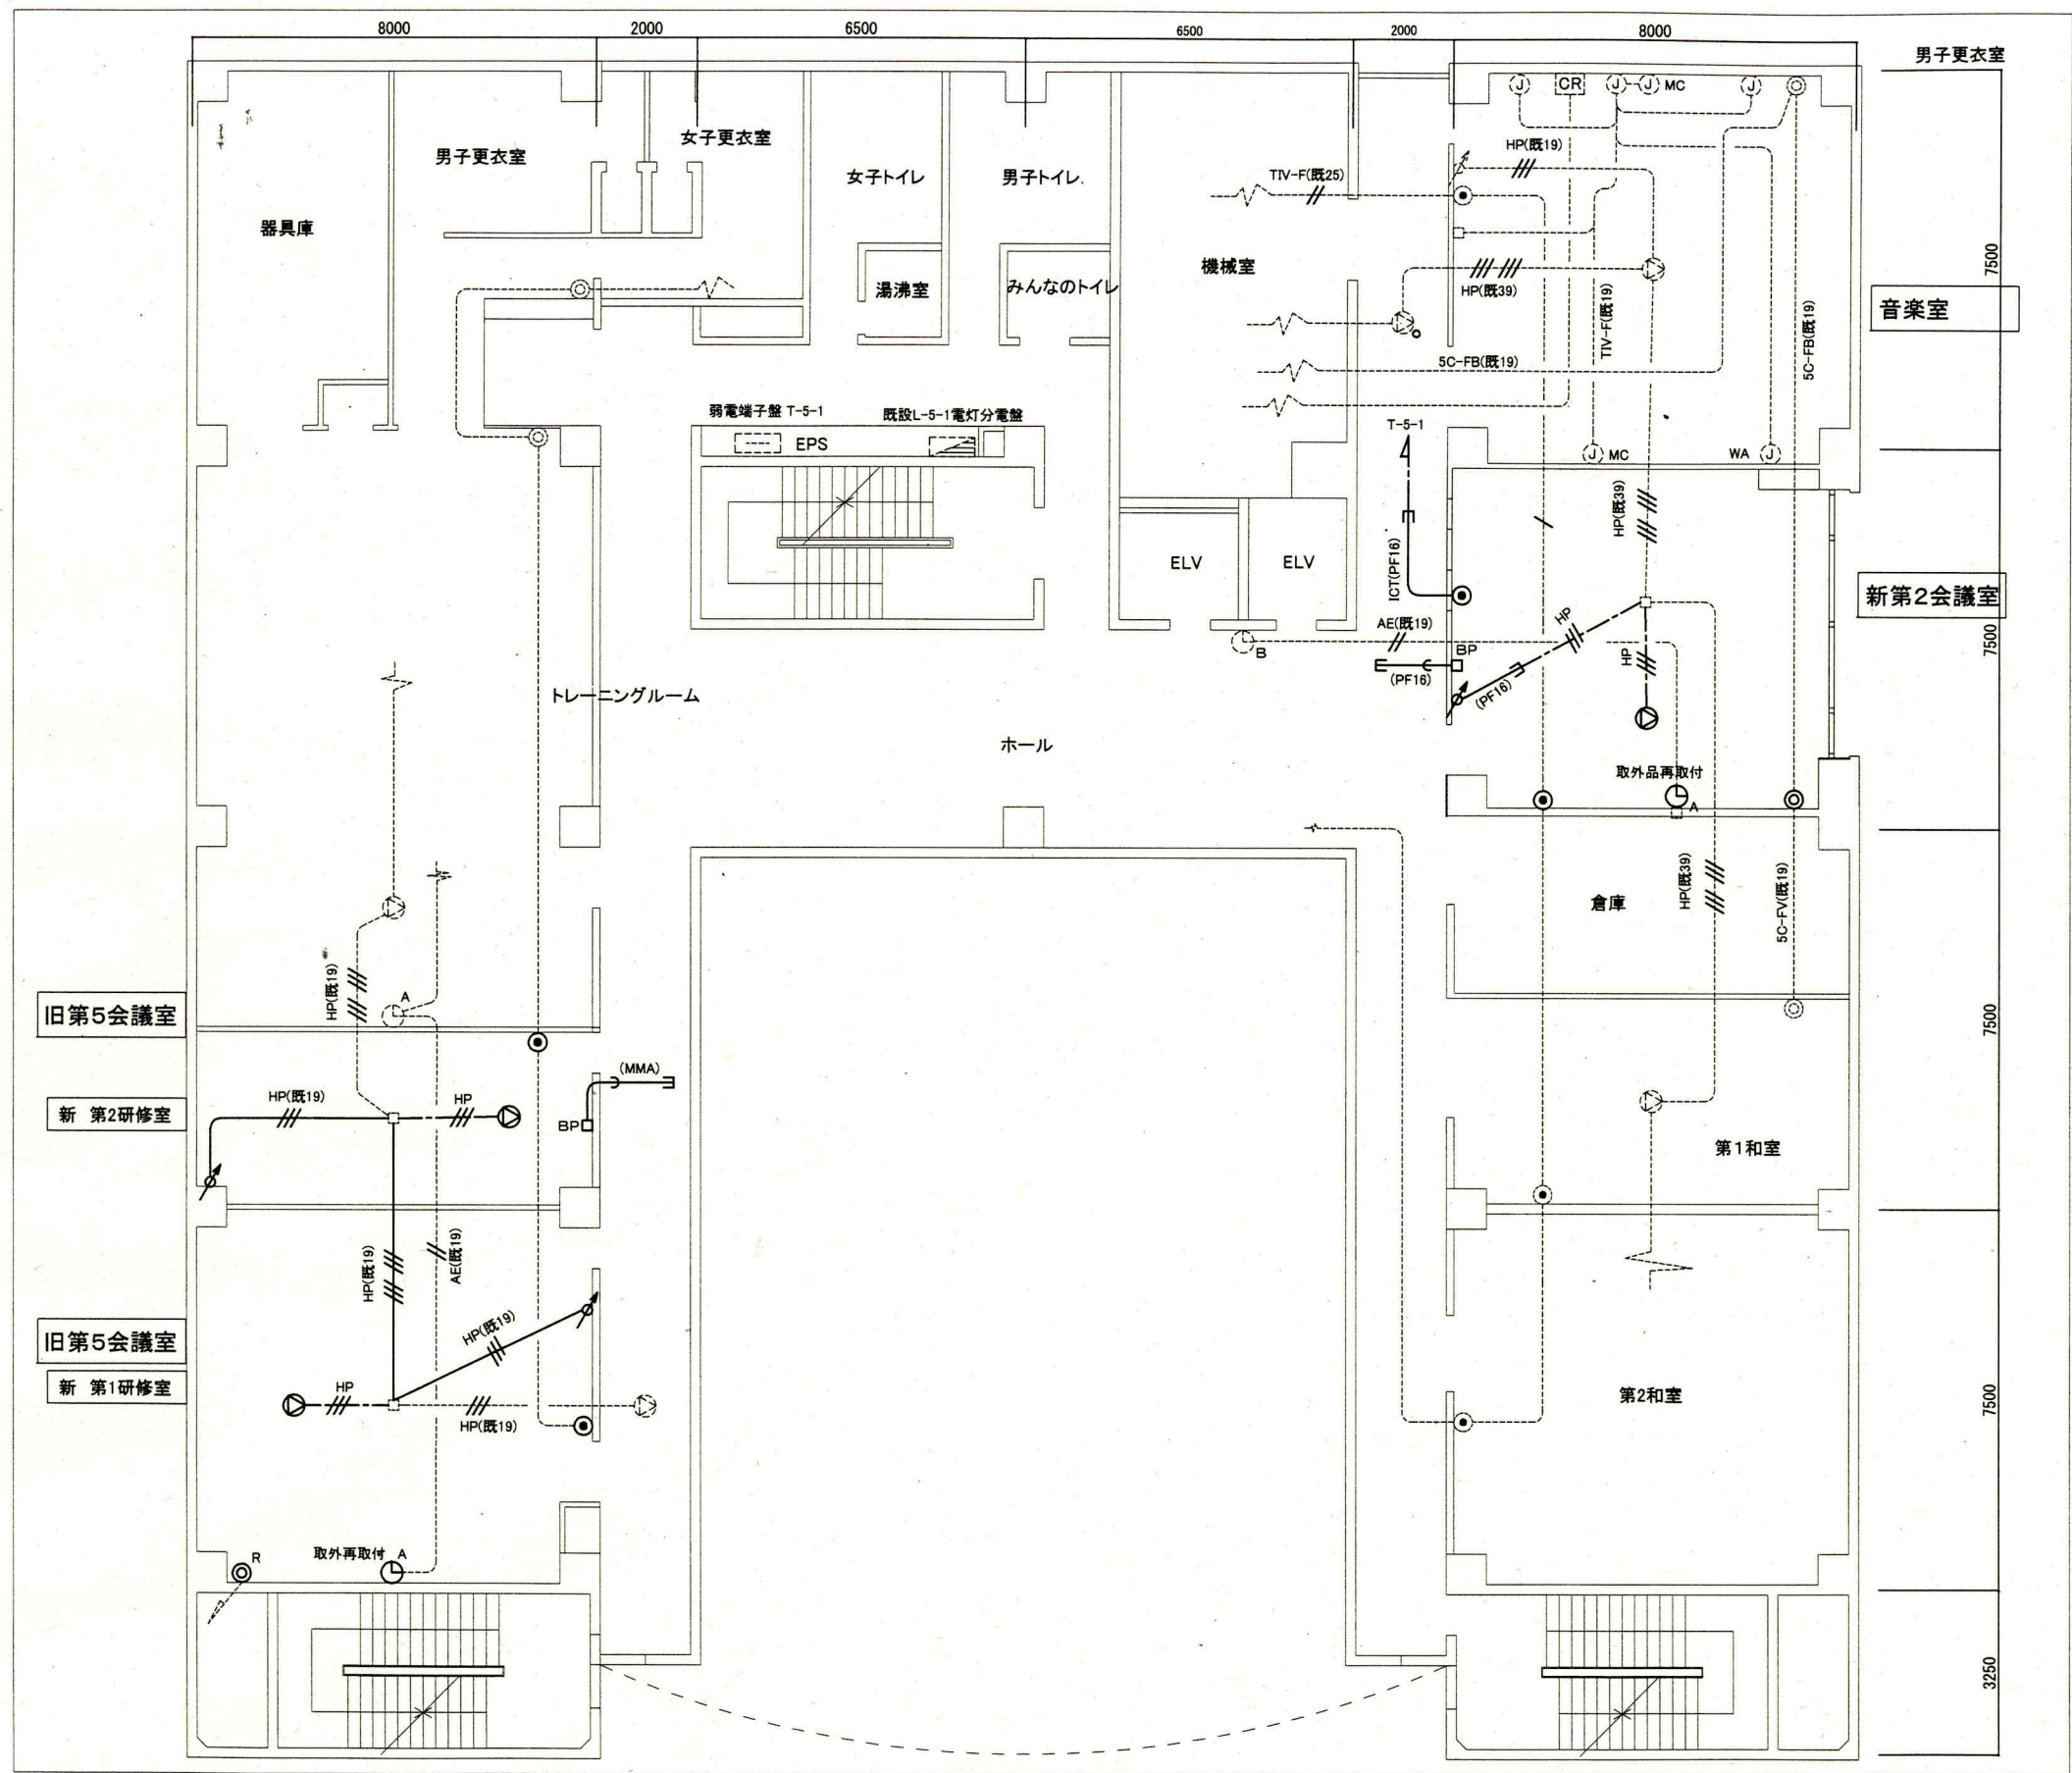 8000
2000
6500
6500
2000
8000
男子更衣室
J
CR
J
J
MC
J
女子更衣室
男子更衣室
HP(既19)
女子トイレ
男子トイレ
TIV-F(既25)
器具庫
機械室
7500
湯沸室
みんなのトイレ
HP(既39)
音楽室
TIV-F(既19)
5C-FB(既19)
5C-FB(既19)
弱電端子盤 T-5-1
既設L-5-1電灯分電盤
EPS
T-5-1
J
MC
WA
J
HP(既39)
ELV
ELV
ICT(PF16)
新第2会議室
HP
AE(既19)
B
BP
7500
HP
(PF16)
(PF16)
トレーニングルーム
ホール
取外品再取付
A
HP(既39)
倉庫
5C-FV(既19)
HP(既19)
A
旧第5会議室
7500
(MMA)
HP(既19)
HP
新 第2研修室
BP
第1和室
HP(既19)
AE(既19)
HP(既19)
旧第5会議室
新 第1研修室
HP
HP(既19)
第2和室
7500
R
取外再取付
A
3250